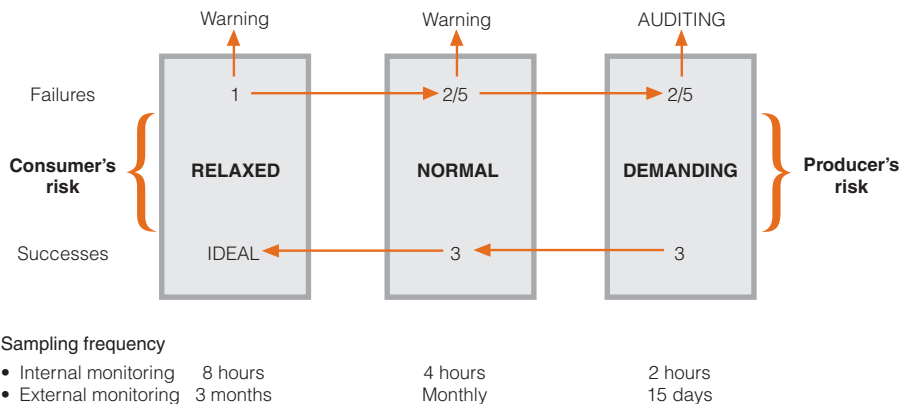 Warning Warning AUDITING
Failures 1 2/5 2/5
Consumer's risk RELAXED NORMAL DEMANDING Producer's risk
Successes IDEAL 3 3
Sampling frequency
• Internal monitoring 8 hours 4 hours 2 hours
• External monitoring 3 months Monthly 15 days